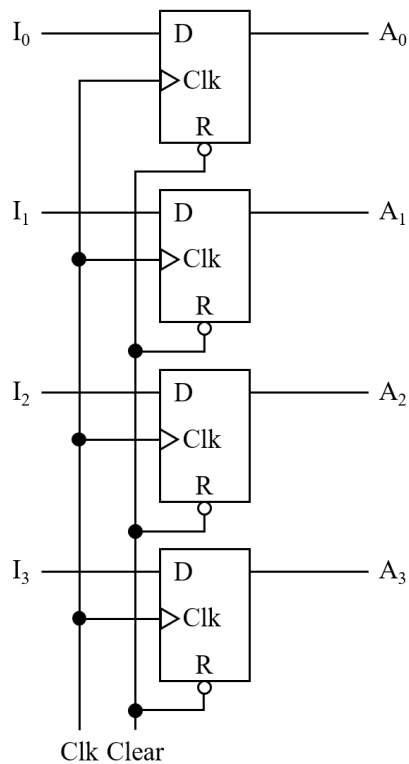 I₀ D A₀
Clk
R
I₁ D A₁
Clk
R
I₂ D A₂
Clk
R
I₃ D A₃
Clk
R
Clk Clear